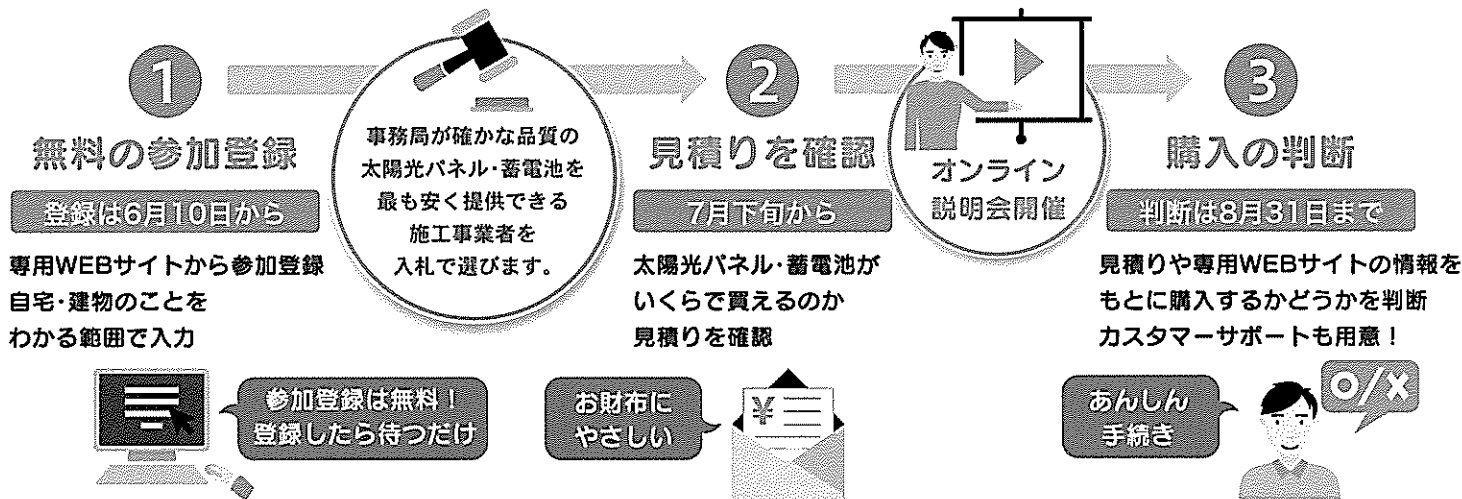 1
無料の参加登録
登録は6月10日から
専用WEBサイトから参加登録
自宅・建物のことを
わかる範囲で入力
参加登録は無料！
登録したら待つだけ
事務局が確かな品質の
太陽光パネル・蓄電池を
最も安く提供できる
施工事業者を
入札で選びます。
2
見積りを確認
7月下旬から
太陽光パネル・蓄電池が
いくらで買えるのか
見積りを確認
お財布に
やさしい
¥
オンライン
説明会開催
3
購入の判断
判断は8月31日まで
見積りや専用WEBサイトの情報を
もとに購入するかどうかを判断
カスタマーサポートも用意！
あんしん
手続き
O/X